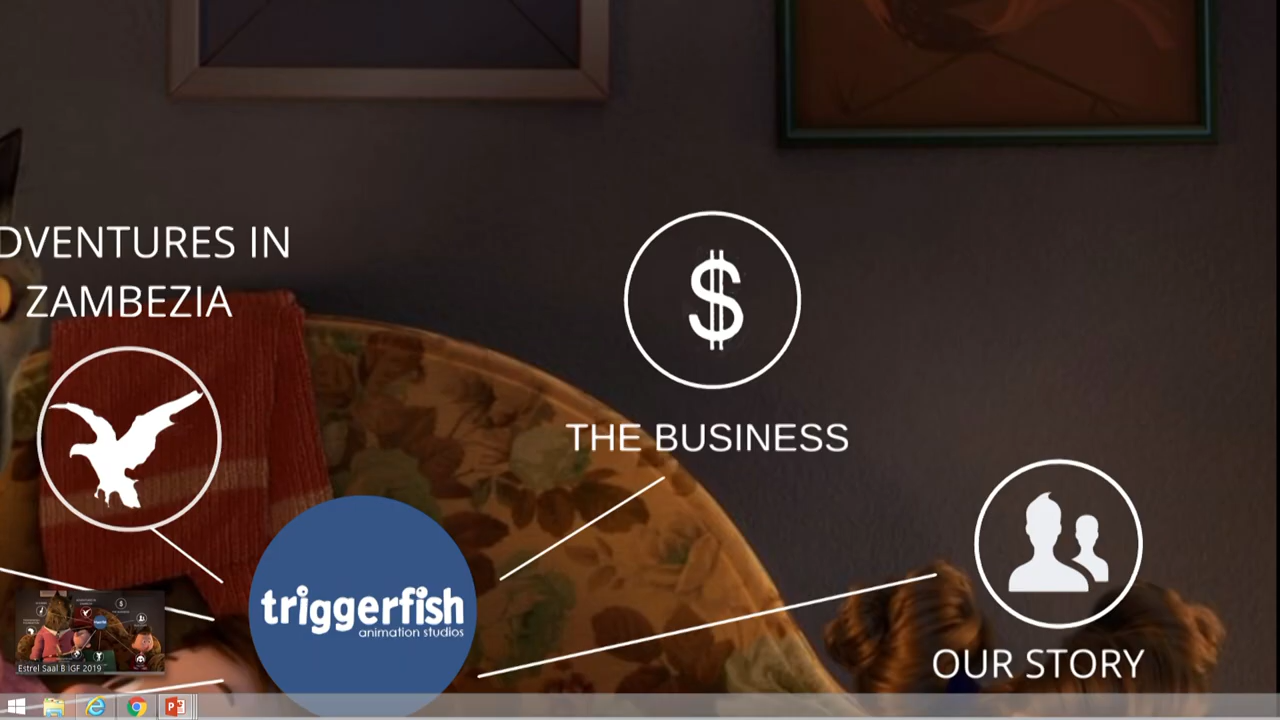 DVENTURES IN
ZAMBEZIA
$
THE BUSINESS
triggerfish
animation studios
OUR STORY
Estrel Saal B IGF 2019